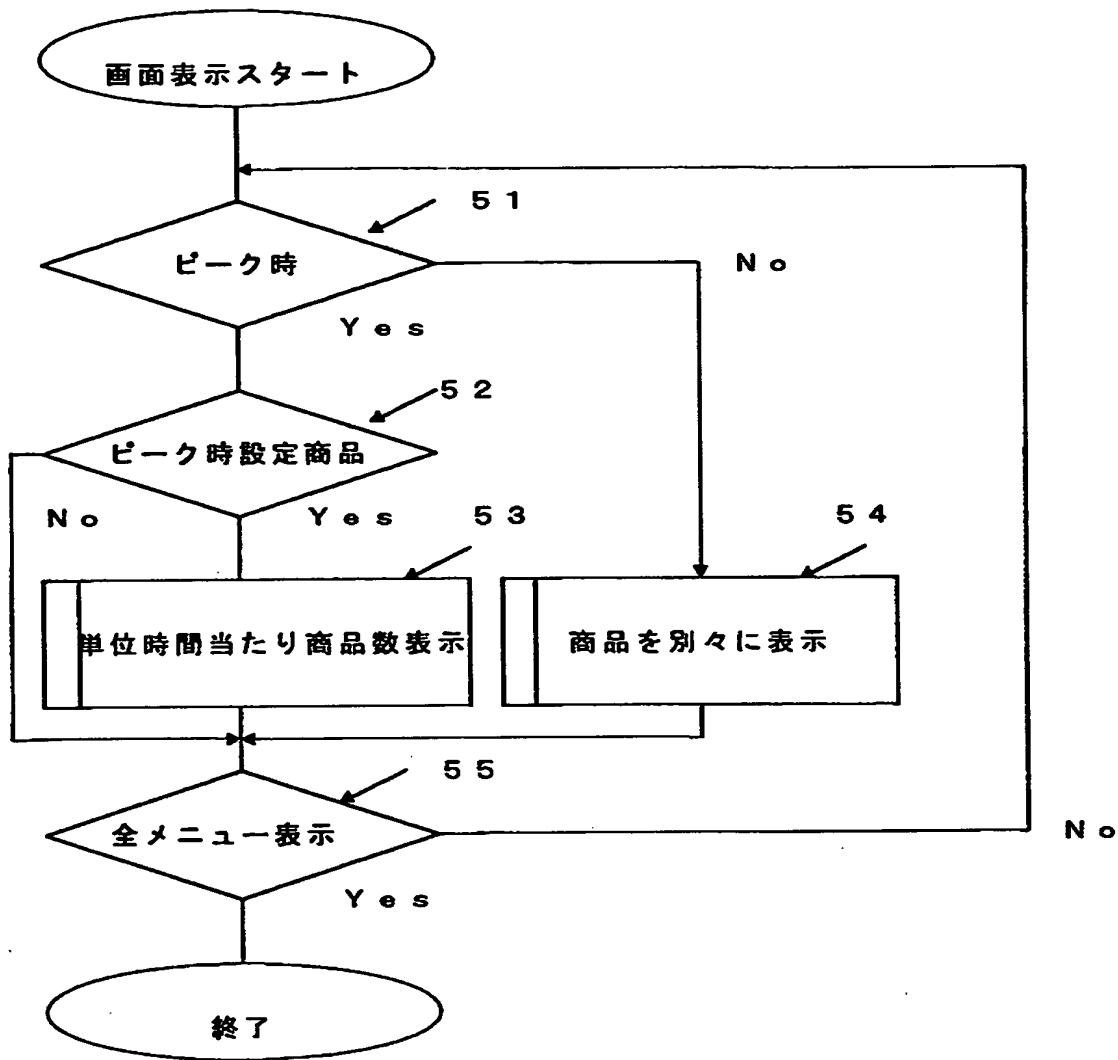 画面表示スタート
５１
ピーク時
Ｎｏ
Ｙｅｓ
５２
ピーク時設定商品
Ｎｏ
Ｙｅｓ
５３
５４
単位時間当たり商品数表示
商品を別々に表示
５５
全メニュー表示
Ｎｏ
Ｙｅｓ
終了